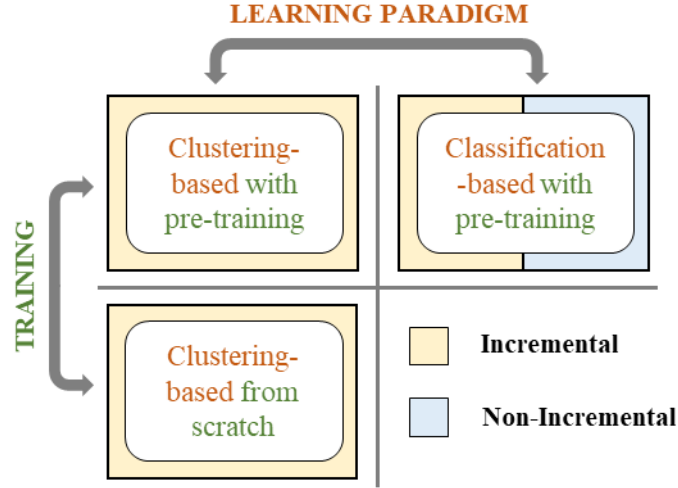 LEARNING PARADIGM
TRAINING
Clustering-
based with
pre-training
Classification
-based with
pre-training
Clustering-
based from
scratch
Incremental
Non-Incremental